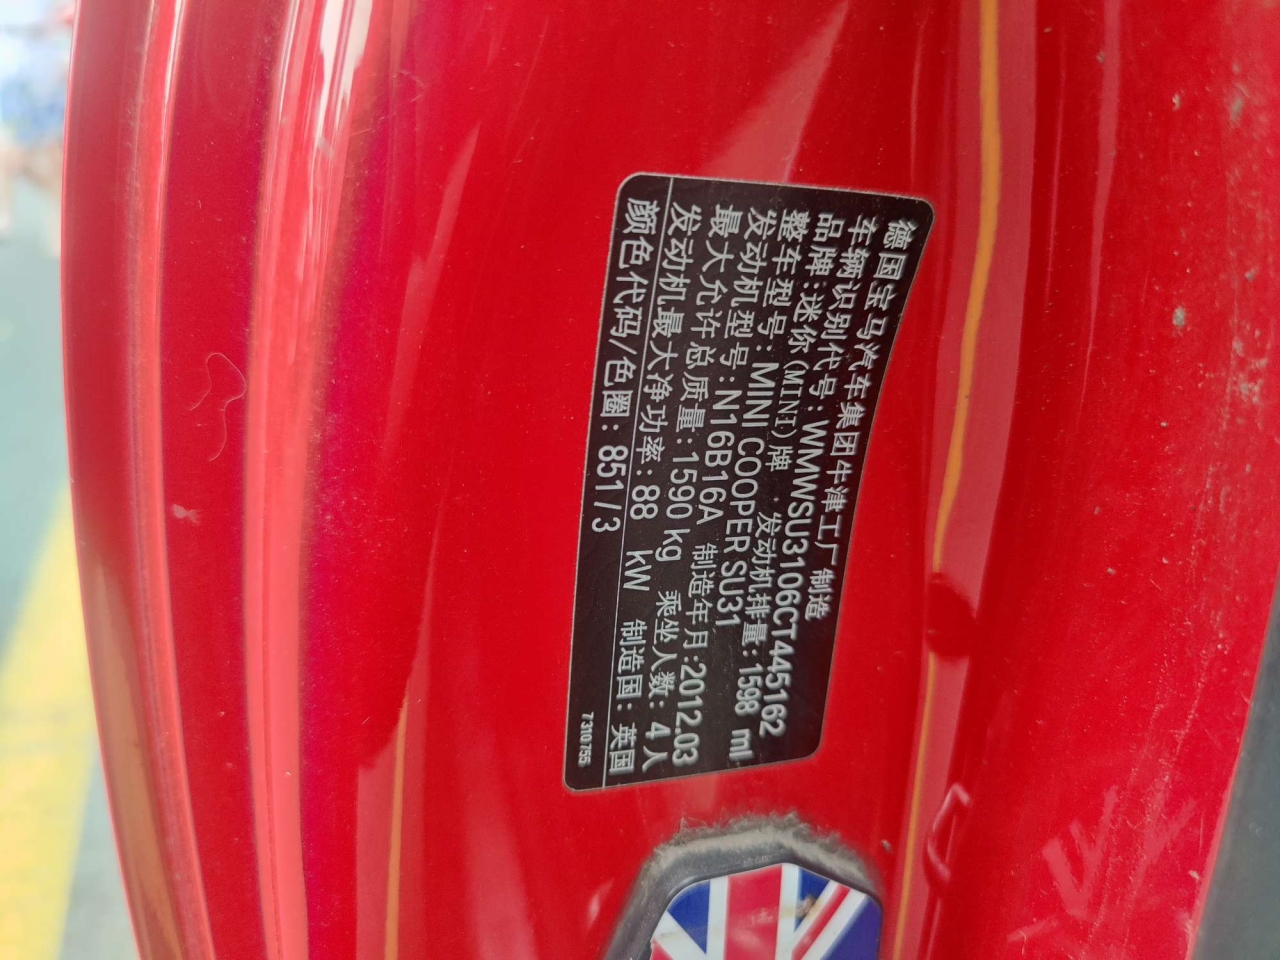 德国宝马汽车集团牛津工厂 制造
车辆识别代号：WMWSU3106CT445162
品牌：迷你(MINI)牌 发动机排量：1598 ml
整车型号：MINI COOPER SU31
发动机型号：N16B16A 制造年月：2012.03
最大允许总质量：1590 kg 乘坐人数：4人
发动机最大净功率：88 kW 制造国：英国
颜色代码/色圈：851/3 7310755